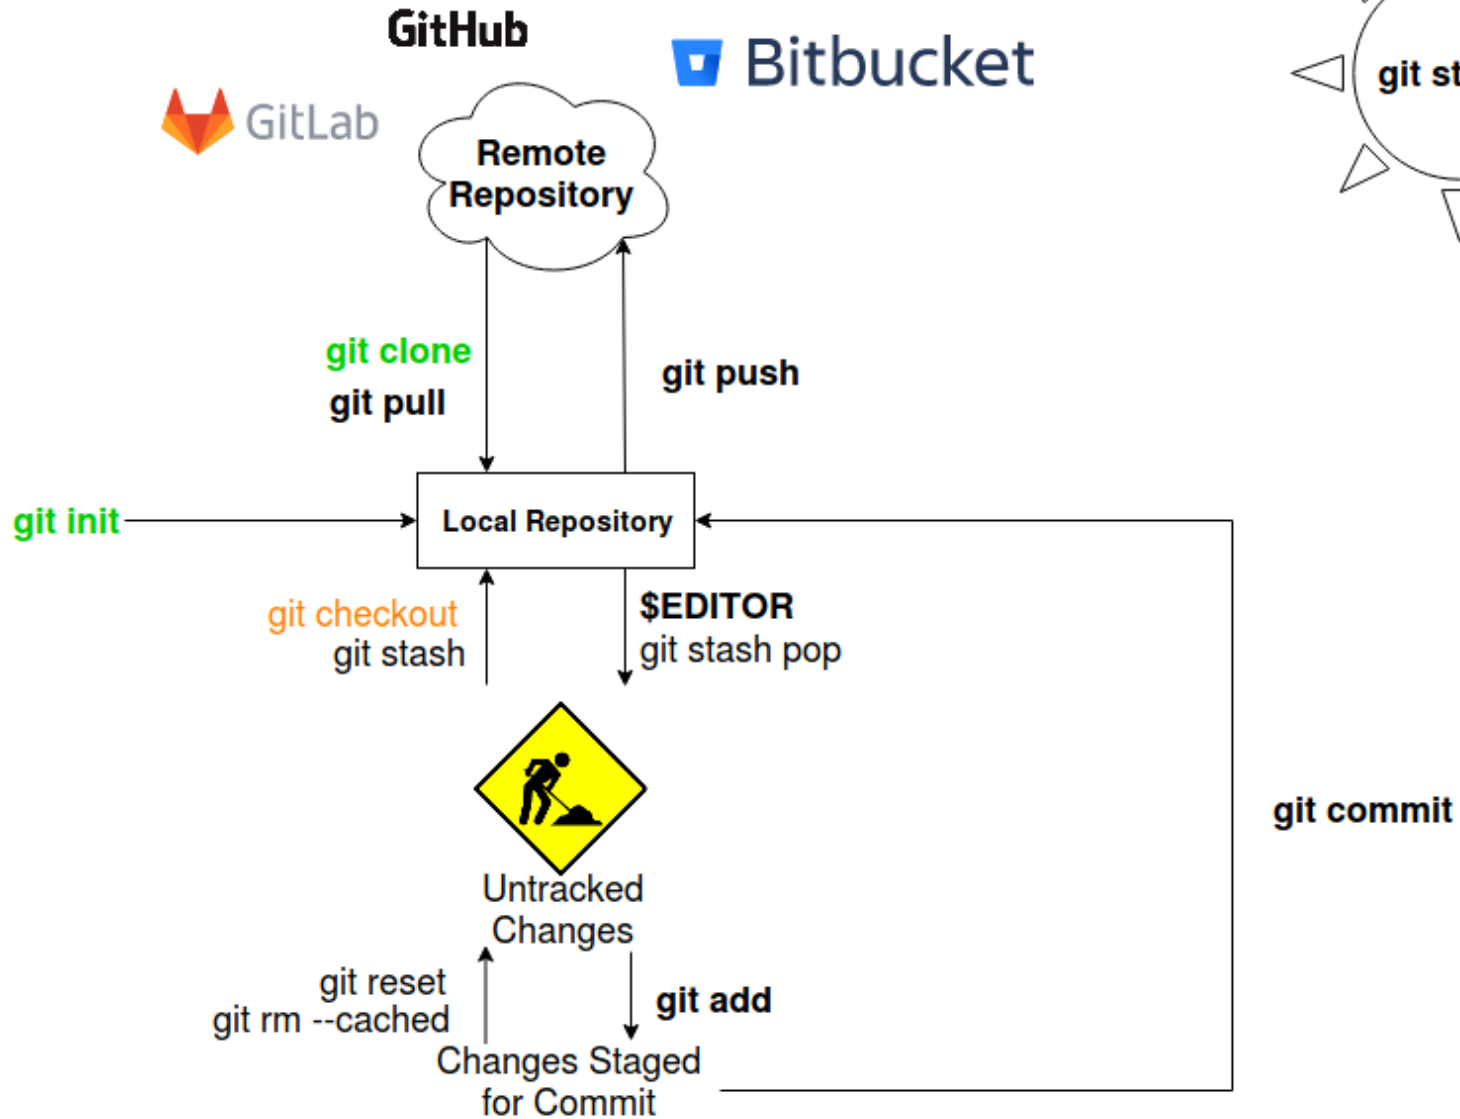 GitHub
Bitbucket
GitLab
Remote
Repository
git clone
git pull
git push
git init
Local Repository
git checkout
git stash
$EDITOR
git stash pop
git commit
Untracked
Changes
git reset
git rm --cached
git add
Changes Staged
for Commit
git